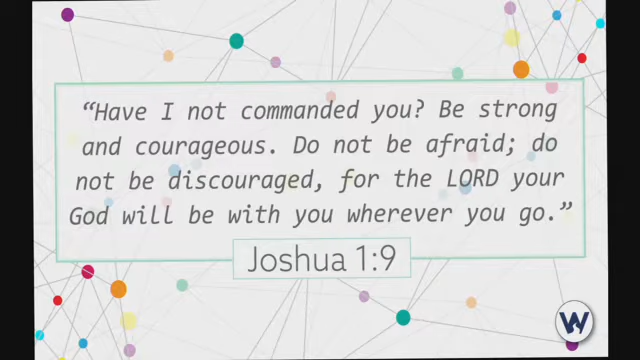 “Have I not commanded you? Be strong
and courageous. Do not be afraid; do
not be discouraged, for the LORD your
God will be with you wherever you go.”
Joshua 1:9
W